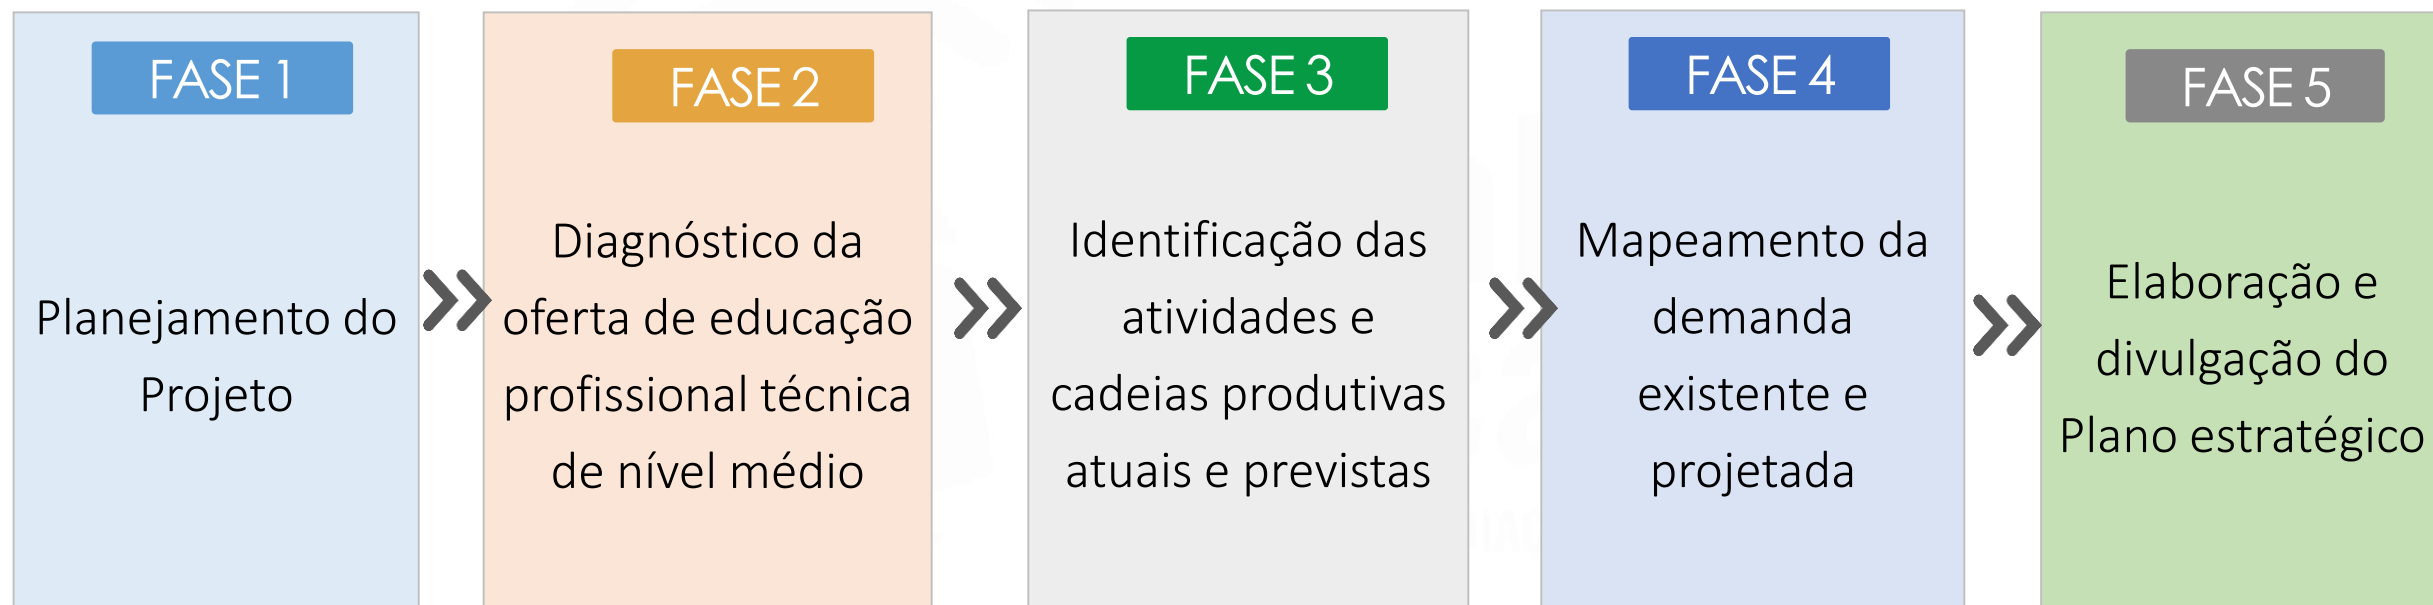 FASE 1
Planejamento do
Projeto
FASE 2
Diagnóstico da
oferta de educação
profissional técnica
de nível médio
FASE 3
Identificação das
atividades e
cadeias produtivas
atuais e previstas
FASE 4
Mapeamento da
demanda
existente e
projetada
FASE 5
Elaboração e
divulgação do
Plano estratégico